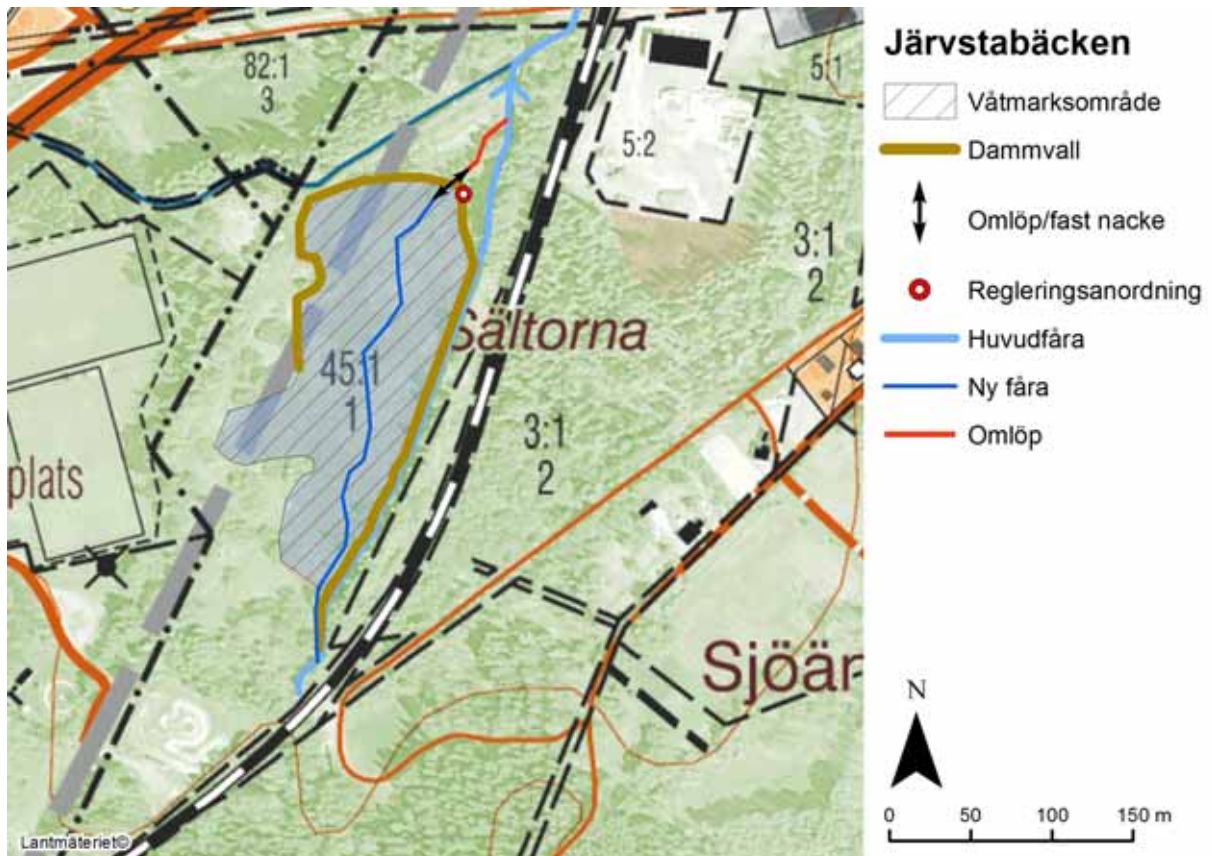 82:1
3
5:1
5:2
3:1
2
Sältorna
45:1
1
3:1
2
plats
Sjöän
Lantmäteriet©
Järvstabäcken
Våtmarksområde
Dammvall
Omlöp/fast nacke
Regleringsanordning
Huvudfåra
Ny fåra
Omlöp
N
0 50 100 150 m